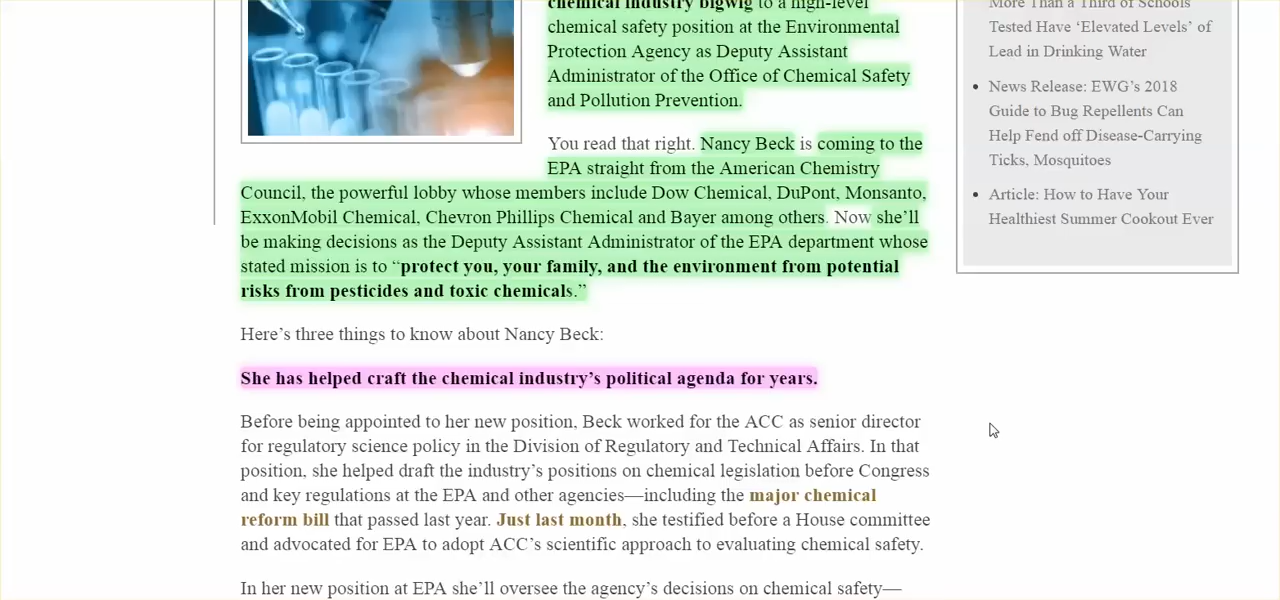 chemical industry bigwig to a high-level
chemical safety position at the Environmental
Protection Agency as Deputy Assistant
Administrator of the Office of Chemical Safety
and Pollution Prevention.
You read that right. Nancy Beck is coming to the
EPA straight from the American Chemistry
Council, the powerful lobby whose members include Dow Chemical, DuPont, Monsanto,
ExxonMobil Chemical, Chevron Phillips Chemical and Bayer among others. Now she’ll
be making decisions as the Deputy Assistant Administrator of the EPA department whose
stated mission is to “protect you, your family, and the environment from potential
risks from pesticides and toxic chemicals.”
Here’s three things to know about Nancy Beck:
She has helped craft the chemical industry’s political agenda for years.
Before being appointed to her new position, Beck worked for the ACC as senior director
for regulatory science policy in the Division of Regulatory and Technical Affairs. In that
position, she helped draft the industry’s positions on chemical legislation before Congress
and key regulations at the EPA and other agencies—including the major chemical
reform bill that passed last year. Just last month, she testified before a House committee
and advocated for EPA to adopt ACC’s scientific approach to evaluating chemical safety.
In her new position at EPA she’ll oversee the agency’s decisions on chemical safety—
More Than a Third of Schools
Tested Have ‘Elevated Levels’ of
Lead in Drinking Water
• News Release: EWG’s 2018
Guide to Bug Repellents Can
Help Fend off Disease-Carrying
Ticks, Mosquitoes
• Article: How to Have Your
Healthiest Summer Cookout Ever